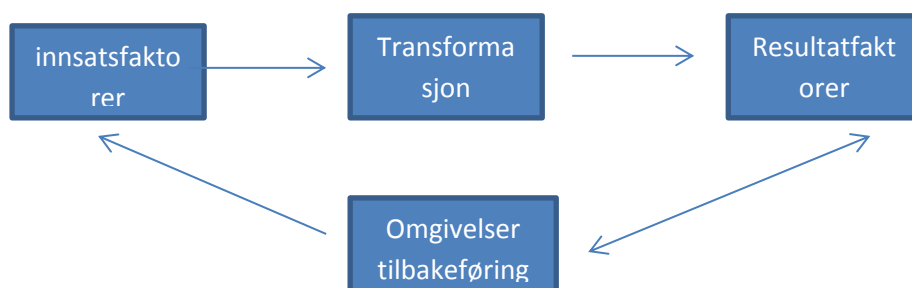 innsatsfakto
rer
Transforma
sjon
Resultatfakt
orer
Omgivelser
tilbakeføring